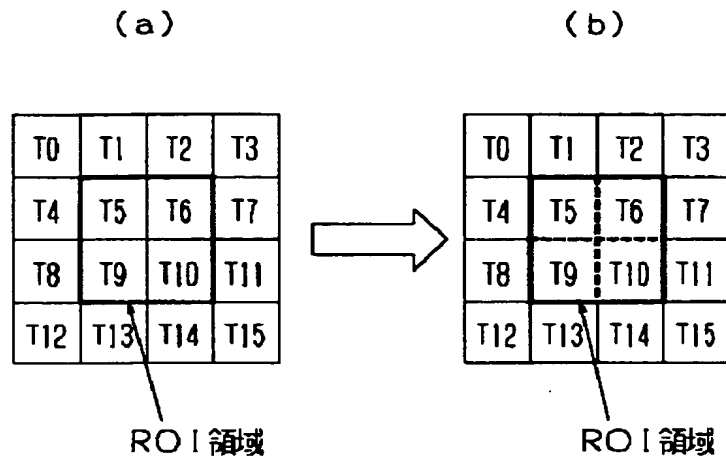 (a) (b)
T0 T1 T2 T3 T0 T1 T2 T3
T4 T5 T6 T7 T4 T5 T6 T7
T8 T9 T10 T11 T8 T9 T10 T11
T12 T13 T14 T15 T12 T13 T14 T15
ROI領域 ROI領域